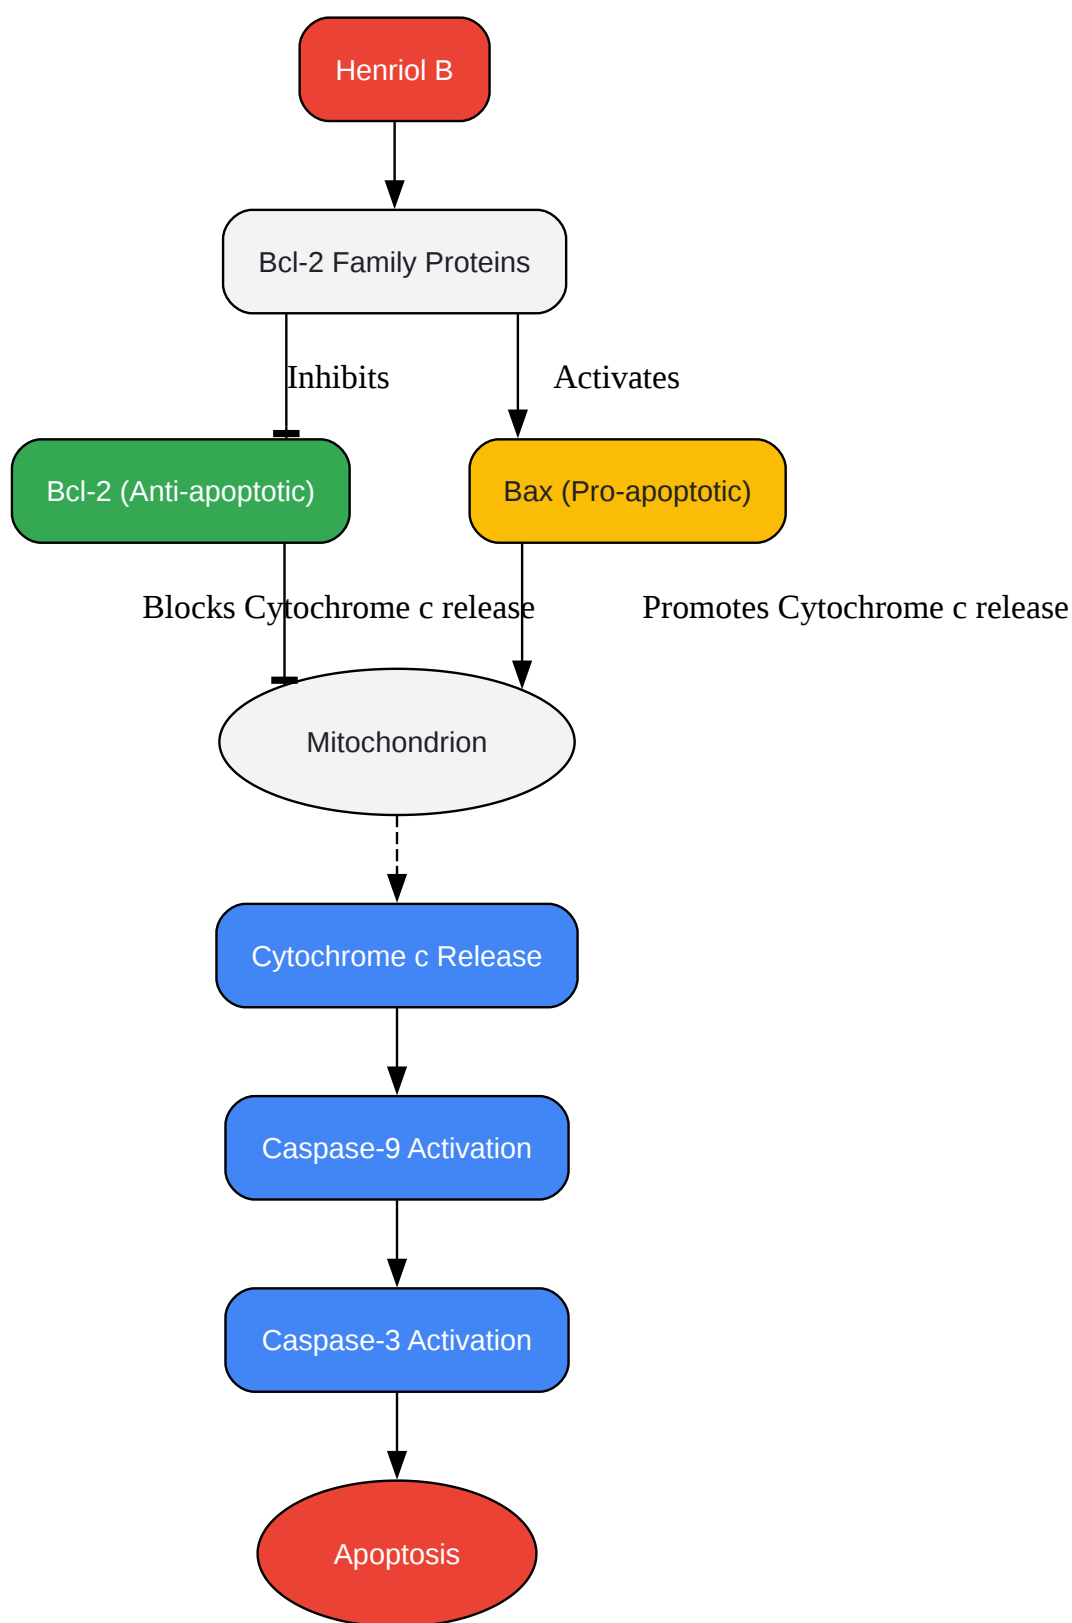 Henriol B
Bcl-2 Family Proteins
Inhibits
Activates
Bcl-2 (Anti-apoptotic)
Bax (Pro-apoptotic)
Blocks Cytochrome c release
Promotes Cytochrome c release
Mitochondrion
Cytochrome c Release
Caspase-9 Activation
Caspase-3 Activation
Apoptosis